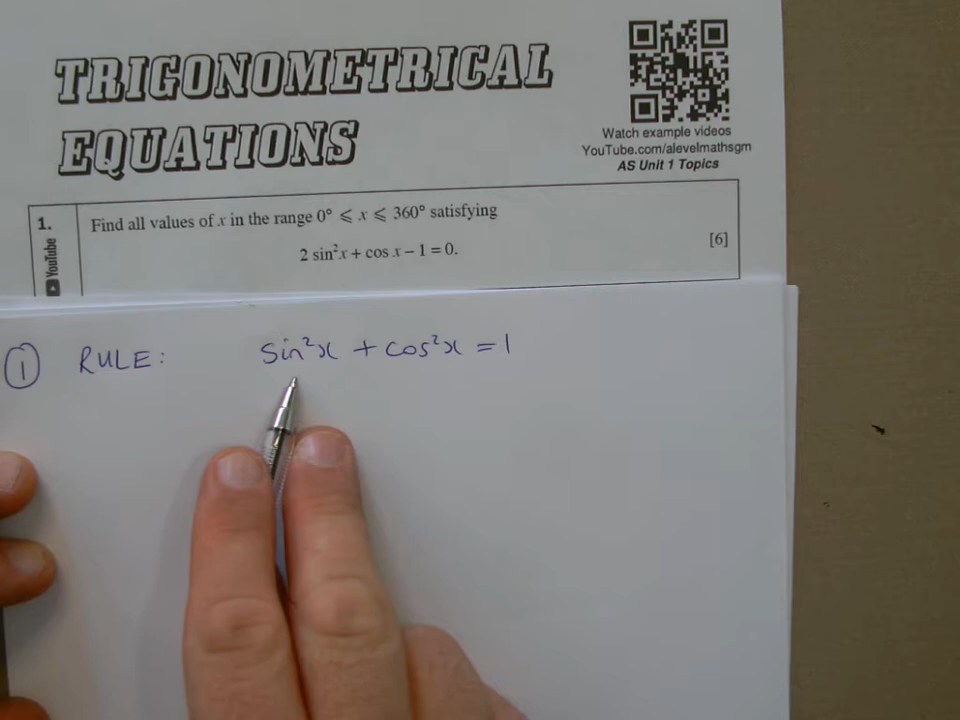 TRIGONOMETRICAL
EQUATIONS
Watch example videos
YouTube.com/alevelmathsgm
AS Unit 1 Topics
1.
Find all values of x in the range 0° ⩽ x ⩽ 360° satisfying
2 sin²x + cos x – 1 = 0.
[6]
YouTube
① RULE: sin²x + cos²x = 1